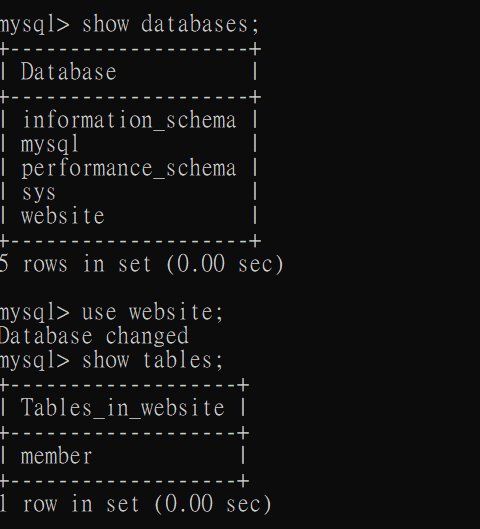 mysql> show databases;
+--------------------+
| Database           |
+--------------------+
| information_schema |
| mysql              |
| performance_schema |
| sys                |
| website            |
+--------------------+
5 rows in set (0.00 sec)
mysql> use website;
Database changed
mysql> show tables;
+-------------------+
| Tables_in_website |
+-------------------+
| member            |
+-------------------+
1 row in set (0.00 sec)